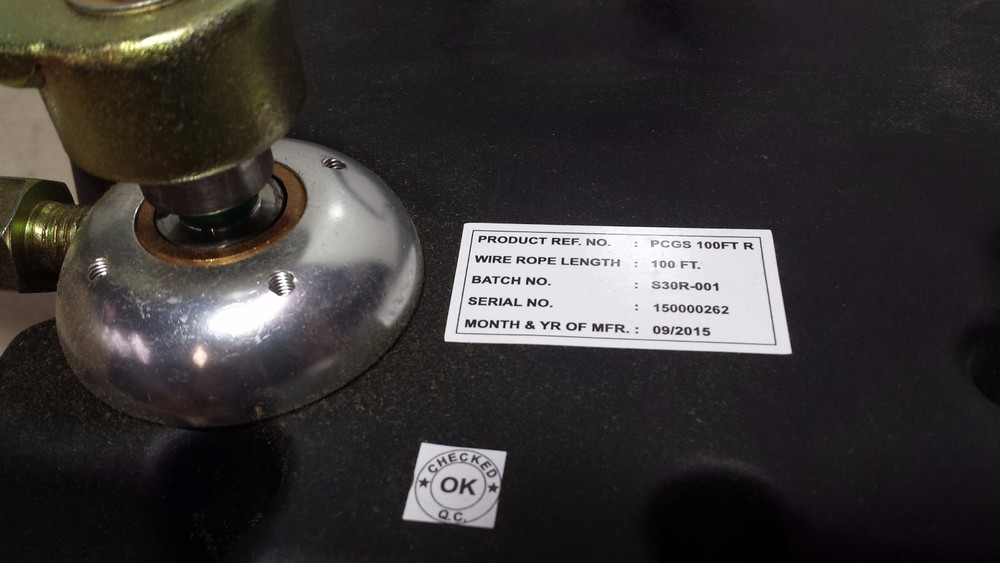 PRODUCT REF. NO. : PCGS 100FT R
WIRE ROPE LENGTH : 100 FT.
BATCH NO. : S30R-001
SERIAL NO. : 150000262
MONTH & YR OF MFR. : 09/2015
CHECKED
OK
Q.C.